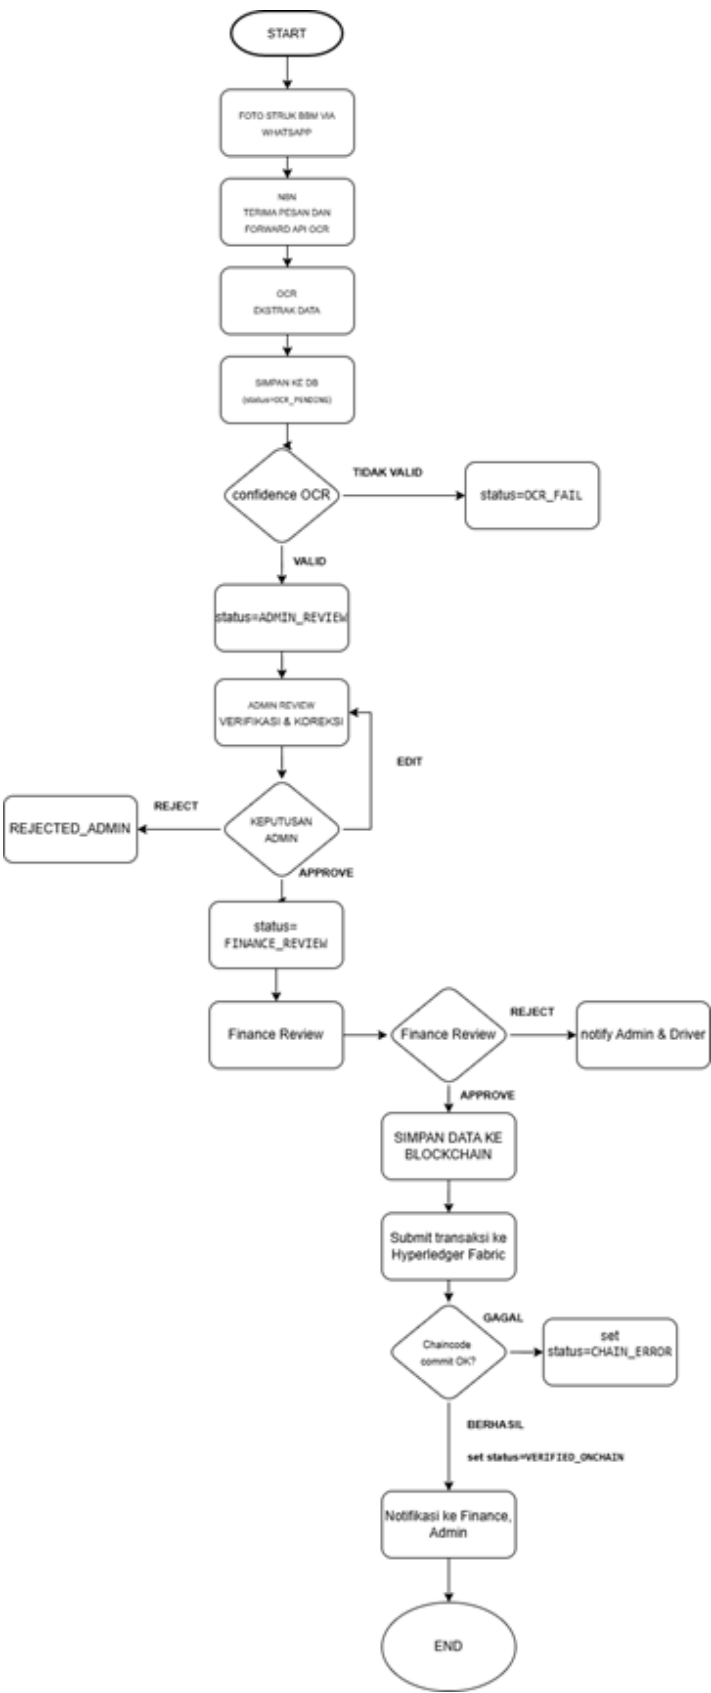 START
FOTO STRUK BBM VIA
WHATSAPP
N8N
TERIMA PESAN DAN
FORWARD API OCR
OCR
EKSTRAK DATA
SIMPAN KE DB
(status=OCR_PENDING)
confidence OCR
TIDAK VALID
status=OCR_FAIL
VALID
status=ADMIN_REVIEW
ADMIN REVIEW
VERIFIKASI & KOREKSI
EDIT
REJECT
REJECTED_ADMIN
KEPUTUSAN
ADMIN
APPROVE
status=
FINANCE_REVIEW
Finance Review
Finance Review
REJECT
notify Admin & Driver
APPROVE
SIMPAN DATA KE
BLOCKCHAIN
Submit transaksi ke
Hyperledger Fabric
Chaincode
commit OK?
GAGAL
set
status=CHAIN_ERROR
BERHASIL
set status=VERIFIED_ONCHAIN
Notifikasi ke Finance,
Admin
END